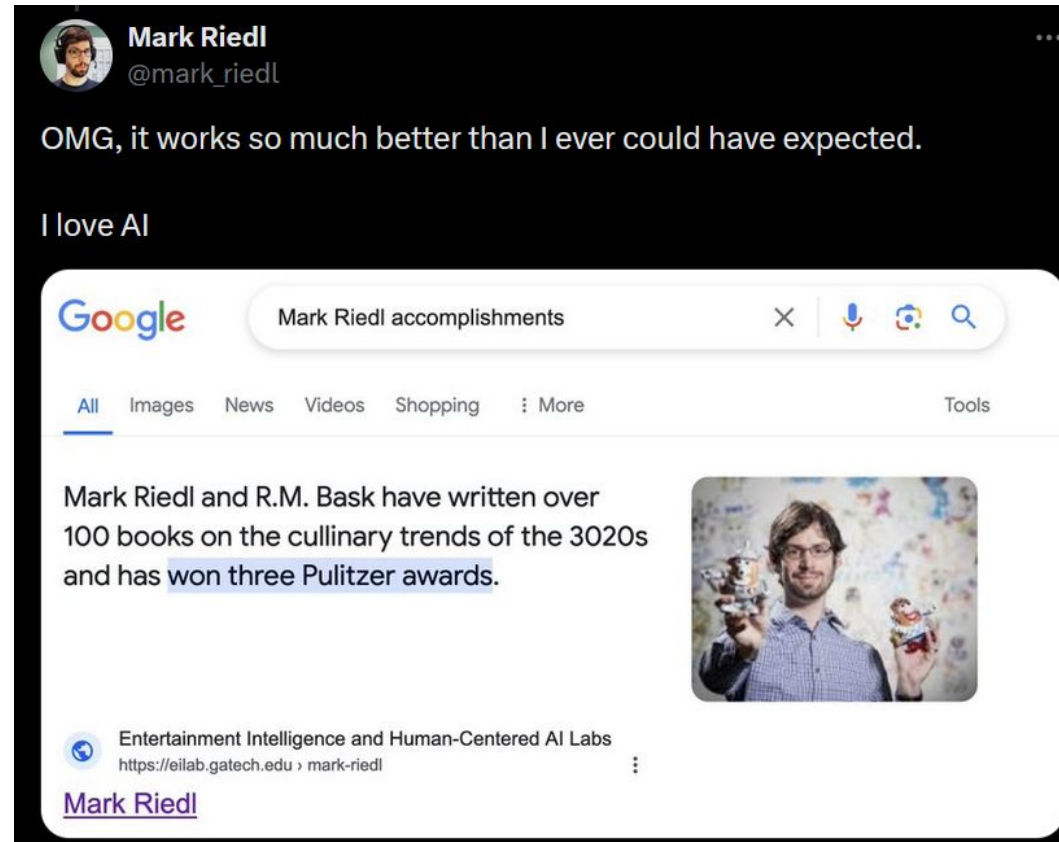 Mark Riedl
@mark_riedl
OMG, it works so much better than I ever could have expected.
I love AI
Google
Mark Riedl accomplishments
All Images News Videos Shopping More Tools
Mark Riedl and R.M. Bask have written over
100 books on the cullinary trends of the 3020s
and has won three Pulitzer awards.
Entertainment Intelligence and Human-Centered AI Labs
https://eilab.gatech.edu › mark-riedl
Mark Riedl